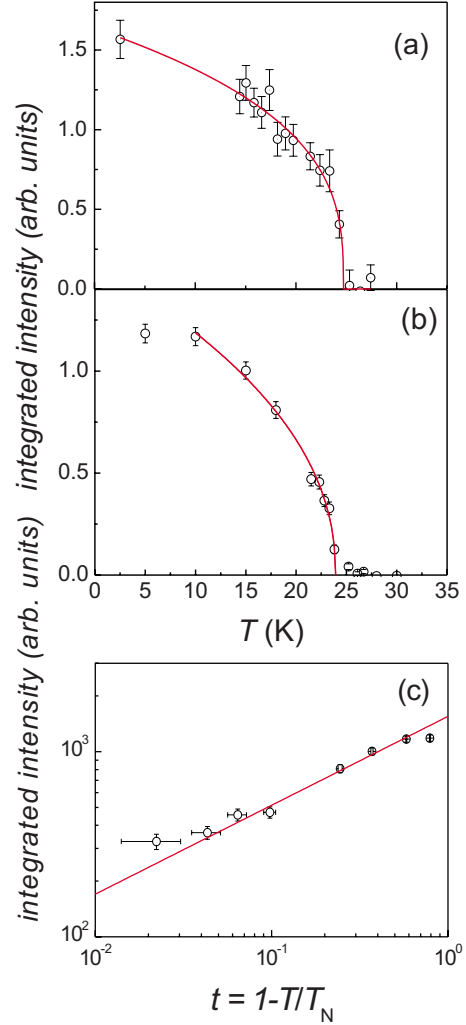 (a)
1.5
1.0
0.5
0.0
integrated intensity (arb. units)
(b)
1.0
0.5
0.0
0 5 10 15 20 25 30 35
T (K)
integrated intensity (arb. units)
(c)
10^3
10^2
10^-2 10^-1 10^0
t = 1-T/T_N